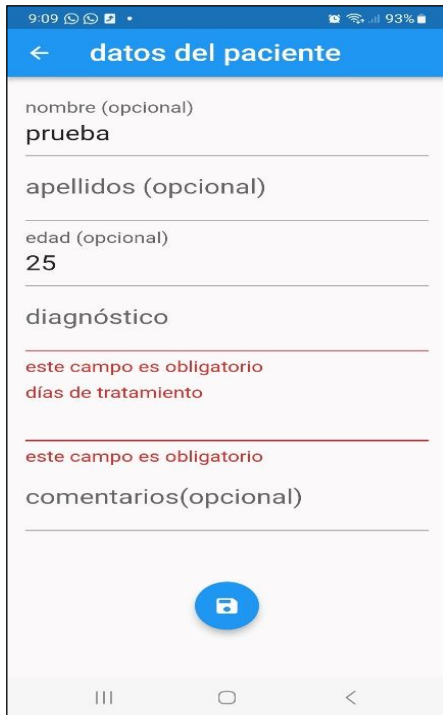 9:09 93%
datos del paciente
nombre (opcional)
prueba
apellidos (opcional)
edad (opcional)
25
diagnóstico
este campo es obligatorio
días de tratamiento
este campo es obligatorio
comentarios(opcional)